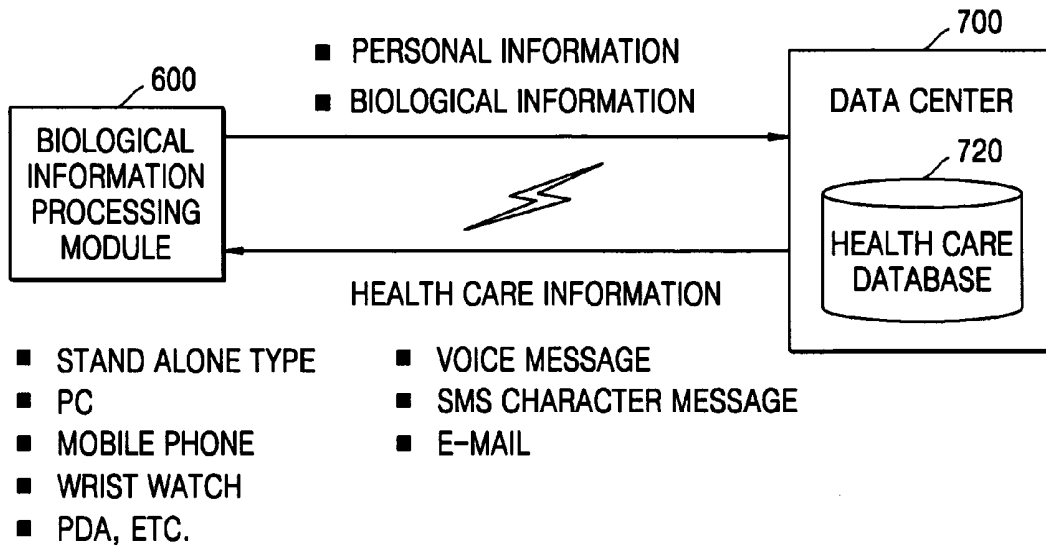 ■ PERSONAL INFORMATION
■ BIOLOGICAL INFORMATION
600
BIOLOGICAL
INFORMATION
PROCESSING
MODULE
700
DATA CENTER
720
HEALTH CARE
DATABASE
HEALTH CARE INFORMATION
■ STAND ALONE TYPE
■ PC
■ MOBILE PHONE
■ WRIST WATCH
■ PDA, ETC.
■ VOICE MESSAGE
■ SMS CHARACTER MESSAGE
■ E-MAIL